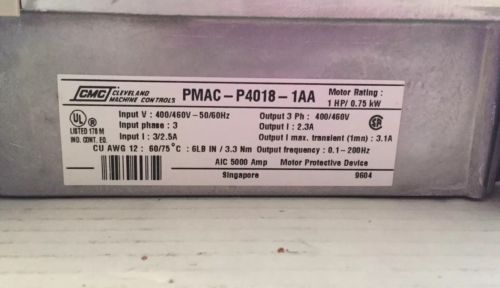 CMC CLEVELAND MACHINE CONTROLS
PMAC-P4018-1AA
Motor Rating :
1 HP/ 0.75 kW
UL
LISTED 178 M
IND. CONT. EQ.
Input V : 400/460V-50/60Hz
Input phase : 3
Input I : 3/2.5A
Output 3 Ph : 400/460V
Output I : 2.3A
Output I max. transient (1mn): 3.1A
CU AWG 12 : 60/75°C : 6LB IN / 3.3 Nm Output frequency : 0.1-200Hz
AIC 5000 Amp Motor Protective Device
Singapore 9604